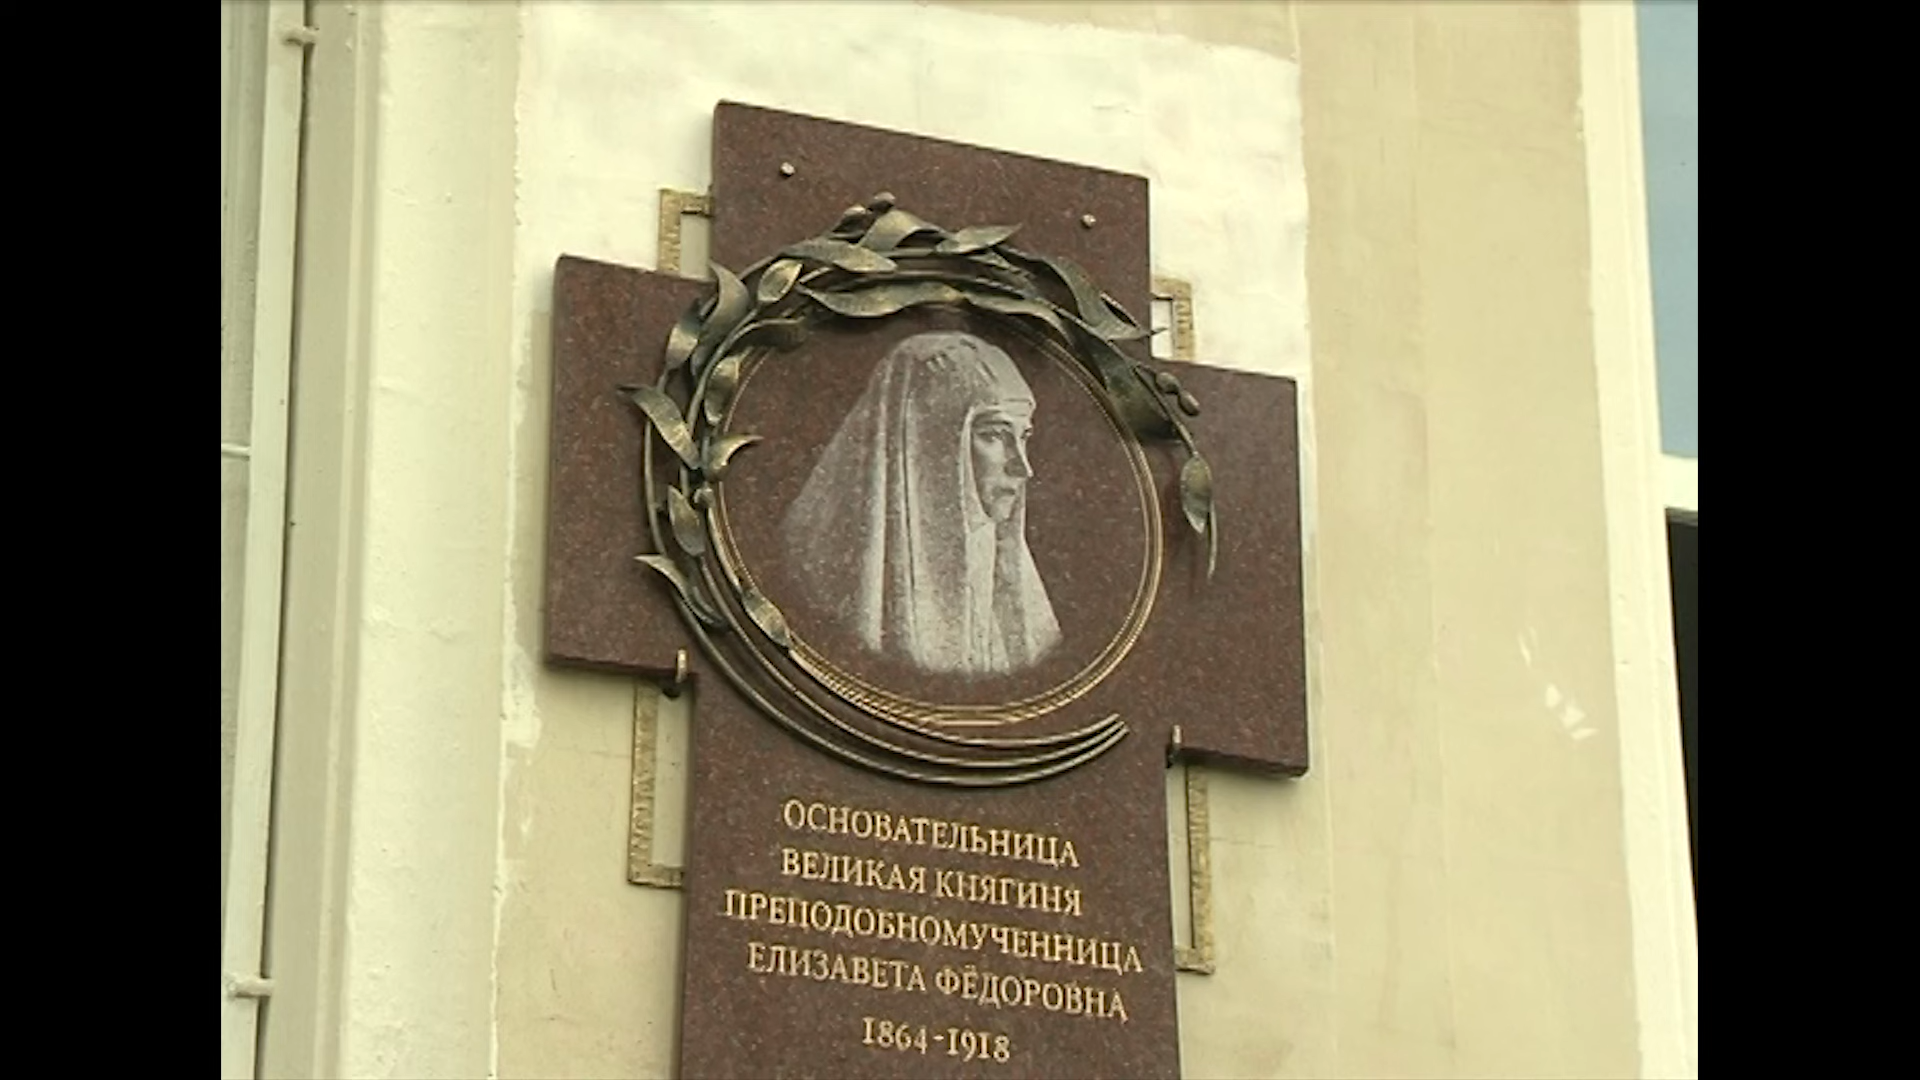 ОСНОВАТЕЛЬНИЦА
ВЕЛИКАЯ КНЯГИНЯ
ПРЕПОДОБНОМУЧЕННИЦА
ЕЛИЗАВЕТА ФЁДОРОВНА
1864-1918